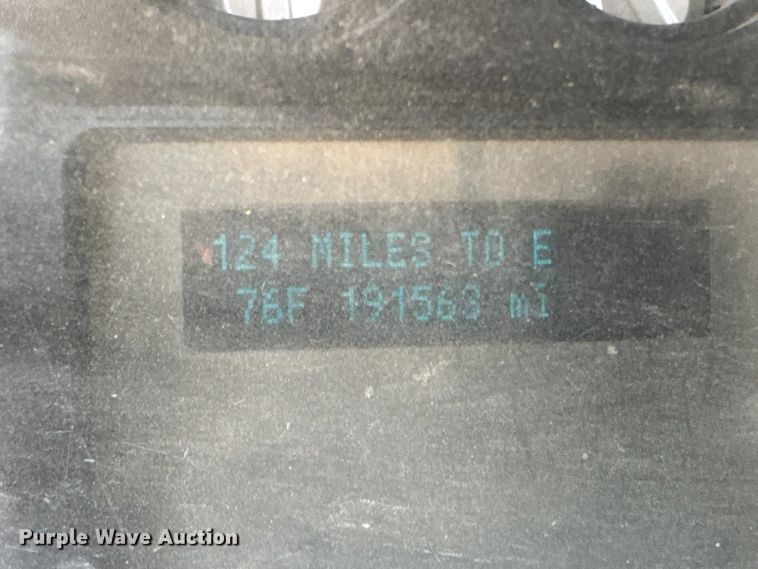 124 MILES TO E
76F 191563 mi
Purple Wave Auction